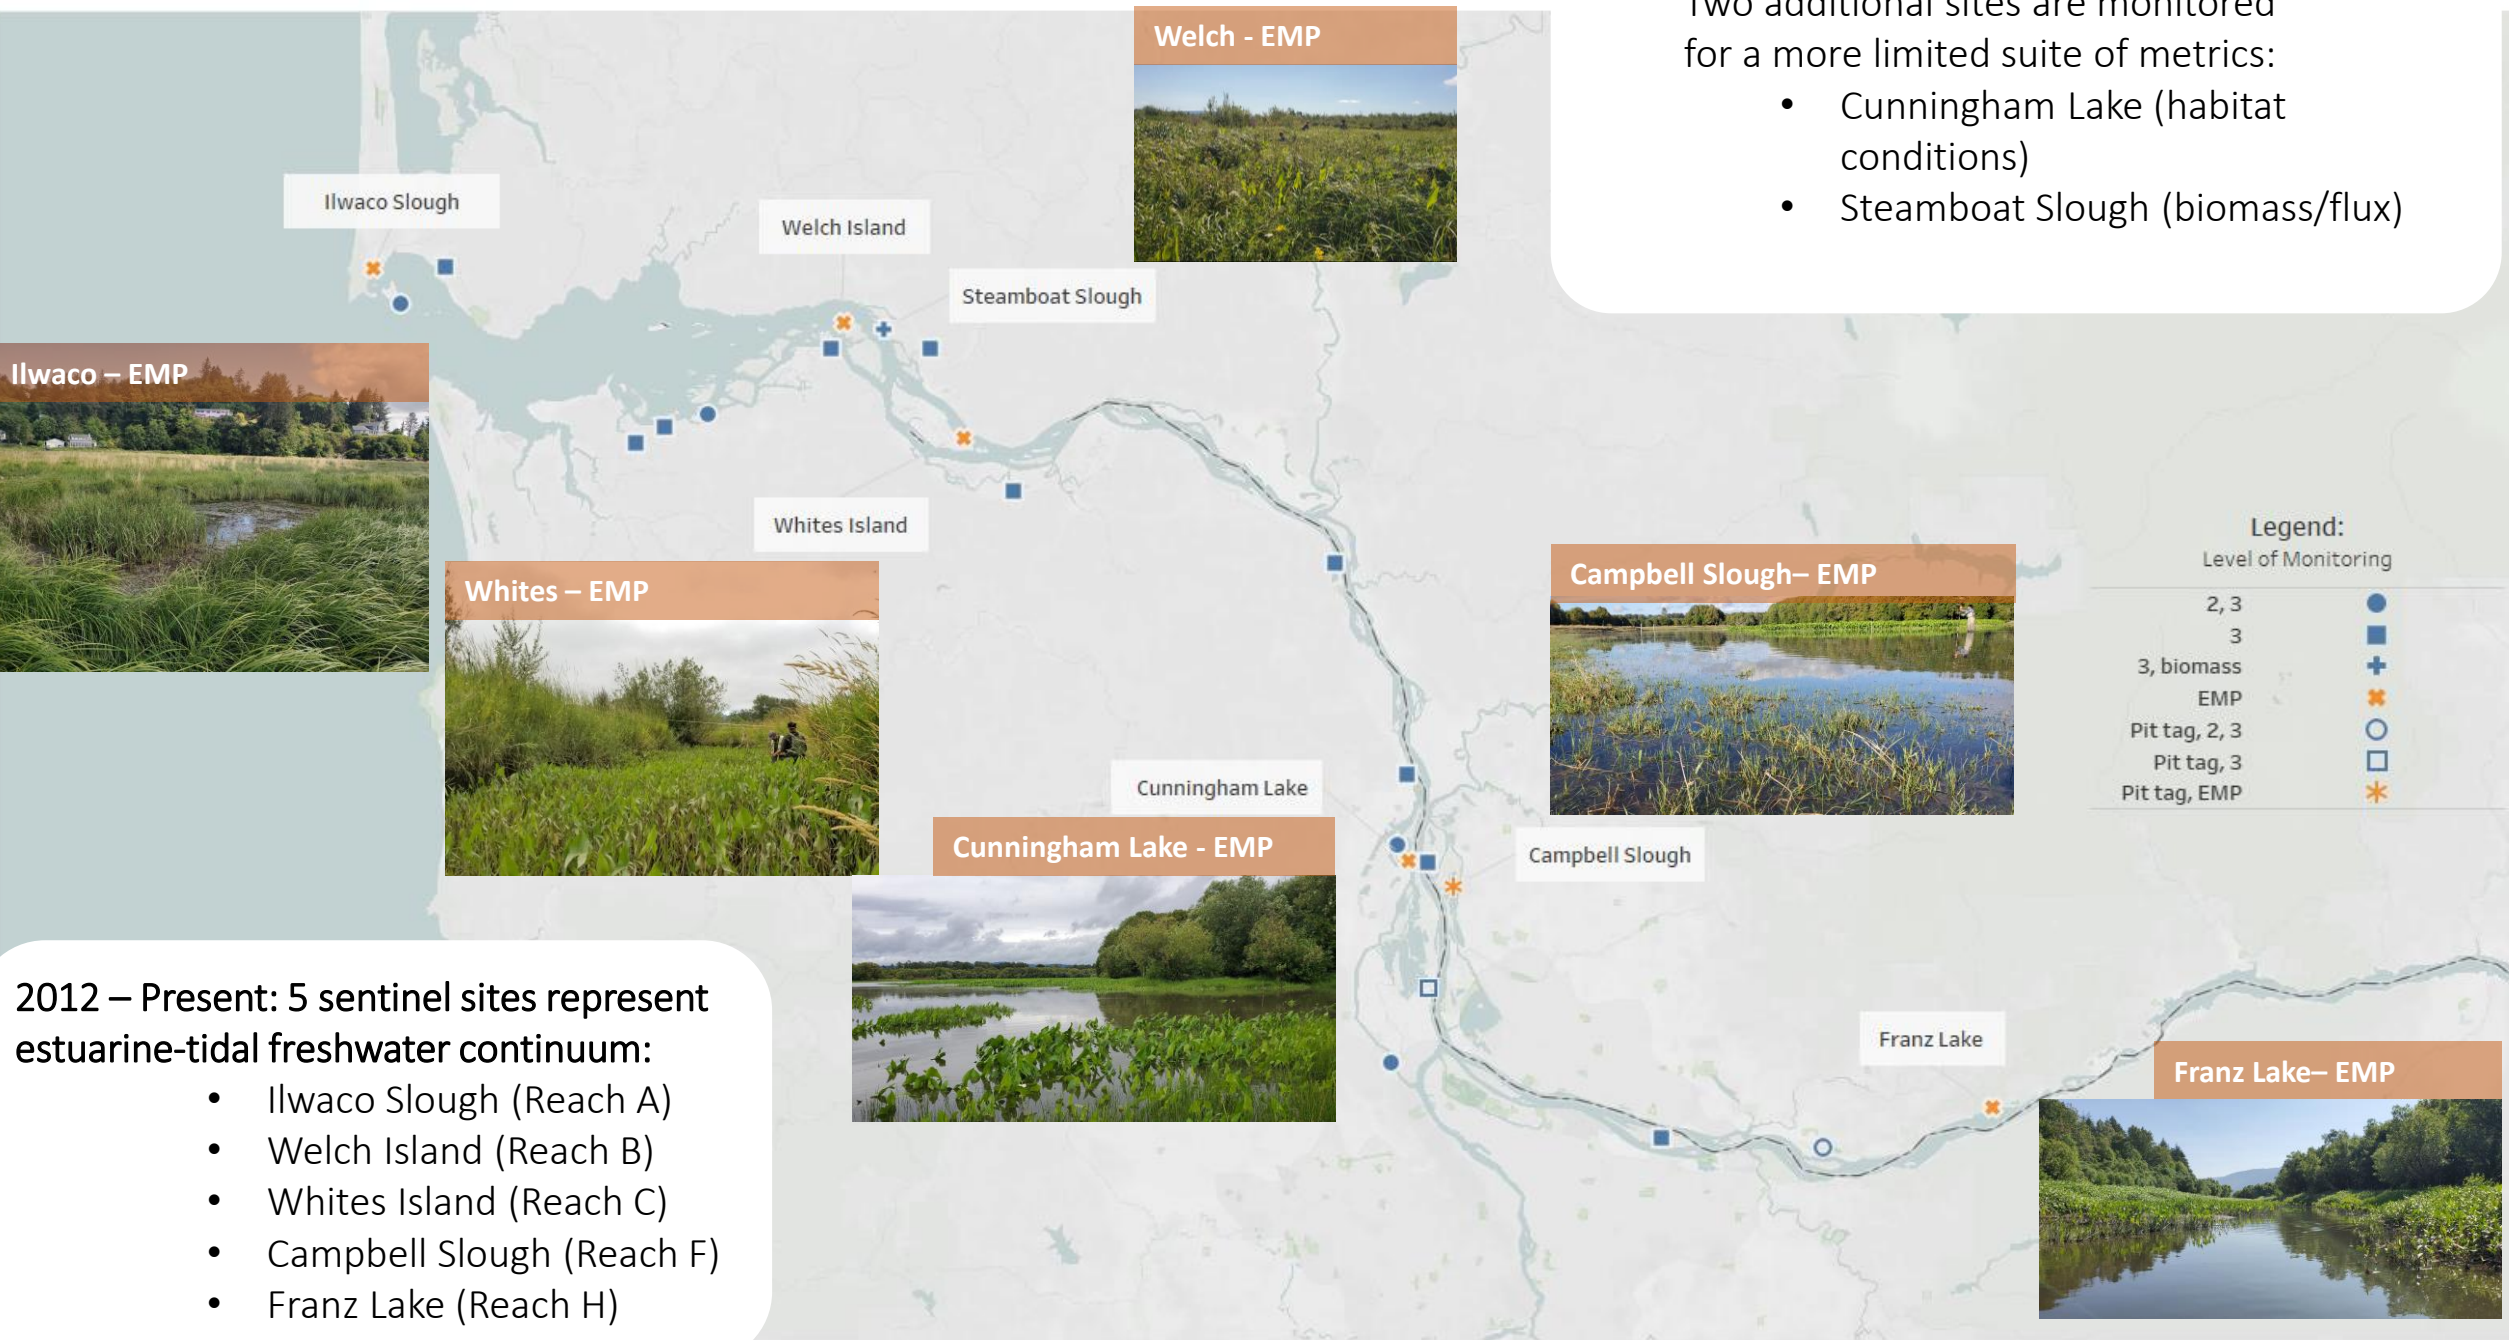 Two additional sites are monitored
for a more limited suite of metrics:
• Cunningham Lake (habitat
conditions)
• Steamboat Slough (biomass/flux)
Welch - EMP
Ilwaco Slough
Welch Island
Steamboat Slough
Ilwaco – EMP
Whites Island
Whites – EMP
Campbell Slough– EMP
Legend:
Level of Monitoring
2, 3
3
3, biomass
EMP
Pit tag, 2, 3
Pit tag, 3
Pit tag, EMP
Cunningham Lake
Cunningham Lake - EMP
Campbell Slough
Franz Lake
Franz Lake– EMP
2012 – Present: 5 sentinel sites represent
estuarine-tidal freshwater continuum:
• Ilwaco Slough (Reach A)
• Welch Island (Reach B)
• Whites Island (Reach C)
• Campbell Slough (Reach F)
• Franz Lake (Reach H)